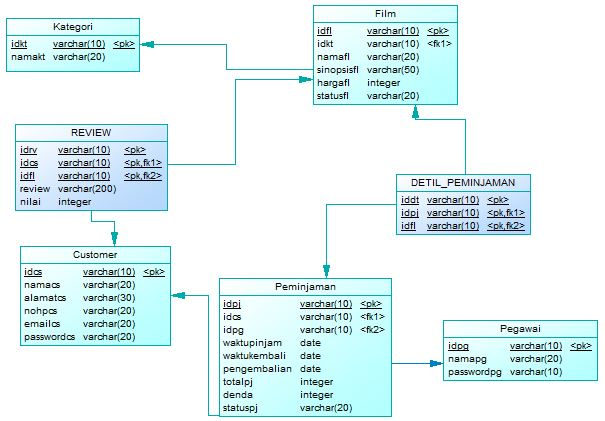 Kategori
idkt varchar(10) <pk>
namakt varchar(20)
Film
idfl varchar(10) <pk>
idkt varchar(10) <fk1>
namafl varchar(20)
sinopsisfl varchar(50)
hargafl integer
statusfl varchar(20)
REVIEW
idrv varchar(10) <pk>
idcs varchar(10) <pk,fk1>
idfl varchar(10) <pk,fk2>
review varchar(200)
nilai integer
DETIL_PEMINJAMAN
iddt varchar(10) <pk>
idpj varchar(10) <pk,fk1>
idfl varchar(10) <pk,fk2>
Customer
idcs varchar(10) <pk>
namacs varchar(20)
alamatcs varchar(30)
nohpcs varchar(20)
emailcs varchar(20)
passwordcs varchar(20)
Peminjaman
idpj varchar(10) <pk>
idcs varchar(10) <fk1>
idpg varchar(10) <fk2>
waktupinjam date
waktukembali date
pengembalian date
totalpj integer
denda integer
statuspj varchar(20)
Pegawai
idpg varchar(10) <pk>
namapg varchar(20)
passwordpg varchar(10)